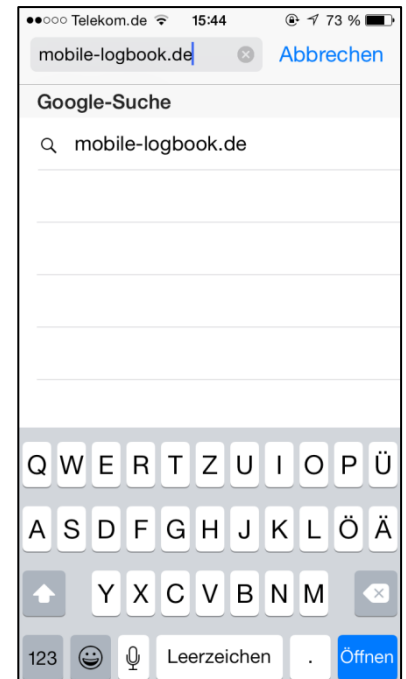 Telekom.de 15:44 73 %
mobile-logbook.de Abbrechen
Google-Suche
mobile-logbook.de
Q W E R T Z U I O P Ü
A S D F G H J K L Ö Ä
Y X C V B N M
123 Leerzeichen . Öffnen